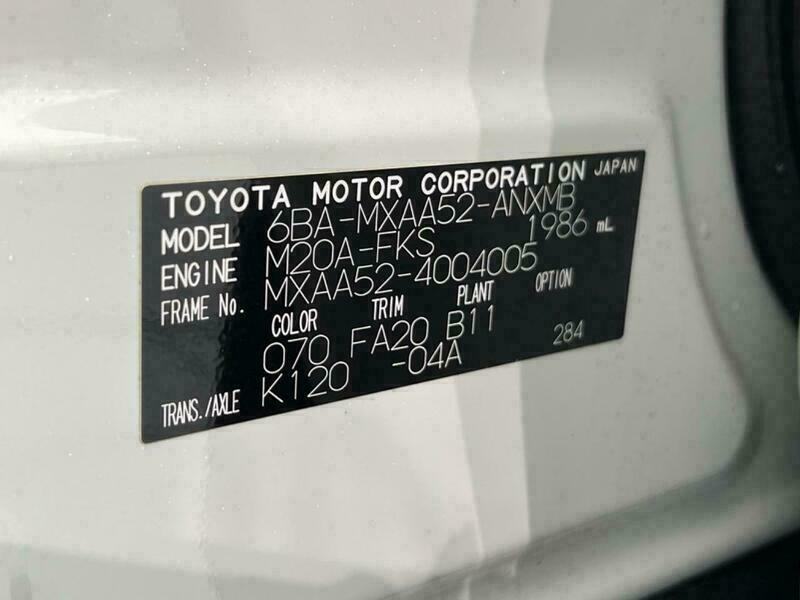 TOYOTA MOTOR CORPORATION JAPAN
MODEL 6BA-MXAA52-ANXMB
ENGINE M20A-FKS 1986 mL
FRAME No. MXAA52-4004005
COLOR TRIM PLANT OPTION
070 FA20 B11 284
TRANS./AXLE K120 -04A